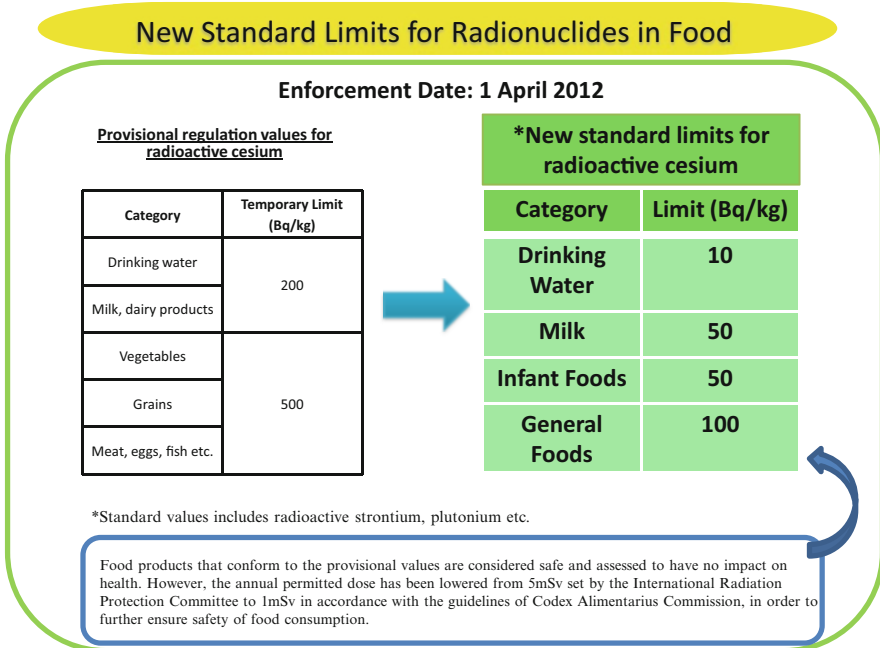 New Standard Limits for Radionuclides in Food
Enforcement Date: 1 April 2012
Provisional regulation values for
radioactive cesium
Category
Temporary Limit
(Bq/kg)
Drinking water
200
Milk, dairy products
Vegetables
Grains
500
Meat, eggs, fish etc.
*New standard limits for
radioactive cesium
Category Limit (Bq/kg)
Drinking 10
Water
Milk 50
Infant Foods 50
General 100
Foods
*Standard values includes radioactive strontium, plutonium etc.
Food products that conform to the provisional values are considered safe and assessed to have no impact on
health. However, the annual permitted dose has been lowered from 5mSv set by the International Radiation
Protection Committee to 1mSv in accordance with the guidelines of Codex Alimentarius Commission, in order to
further ensure safety of food consumption.